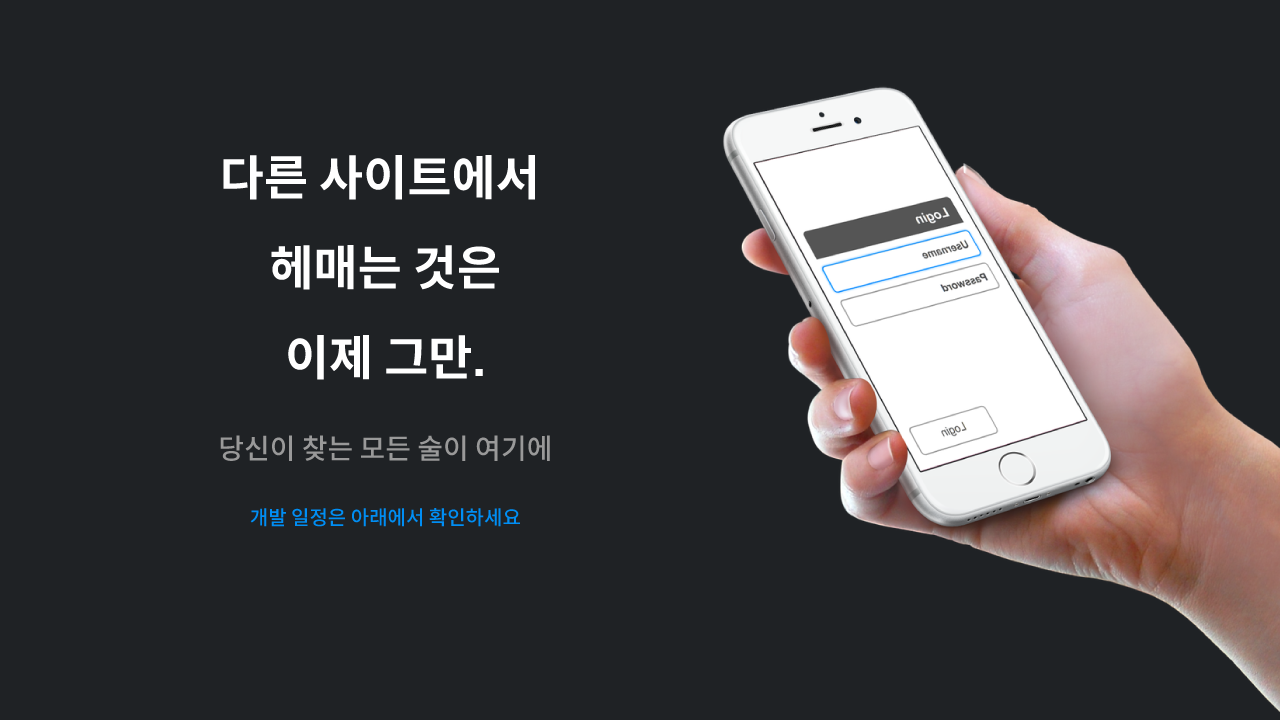 다른 사이트에서
헤매는 것은
이제 그만.
당신이 찾는 모든 술이 여기에
개발 일정은 아래에서 확인하세요
Login
Username
Password
Login